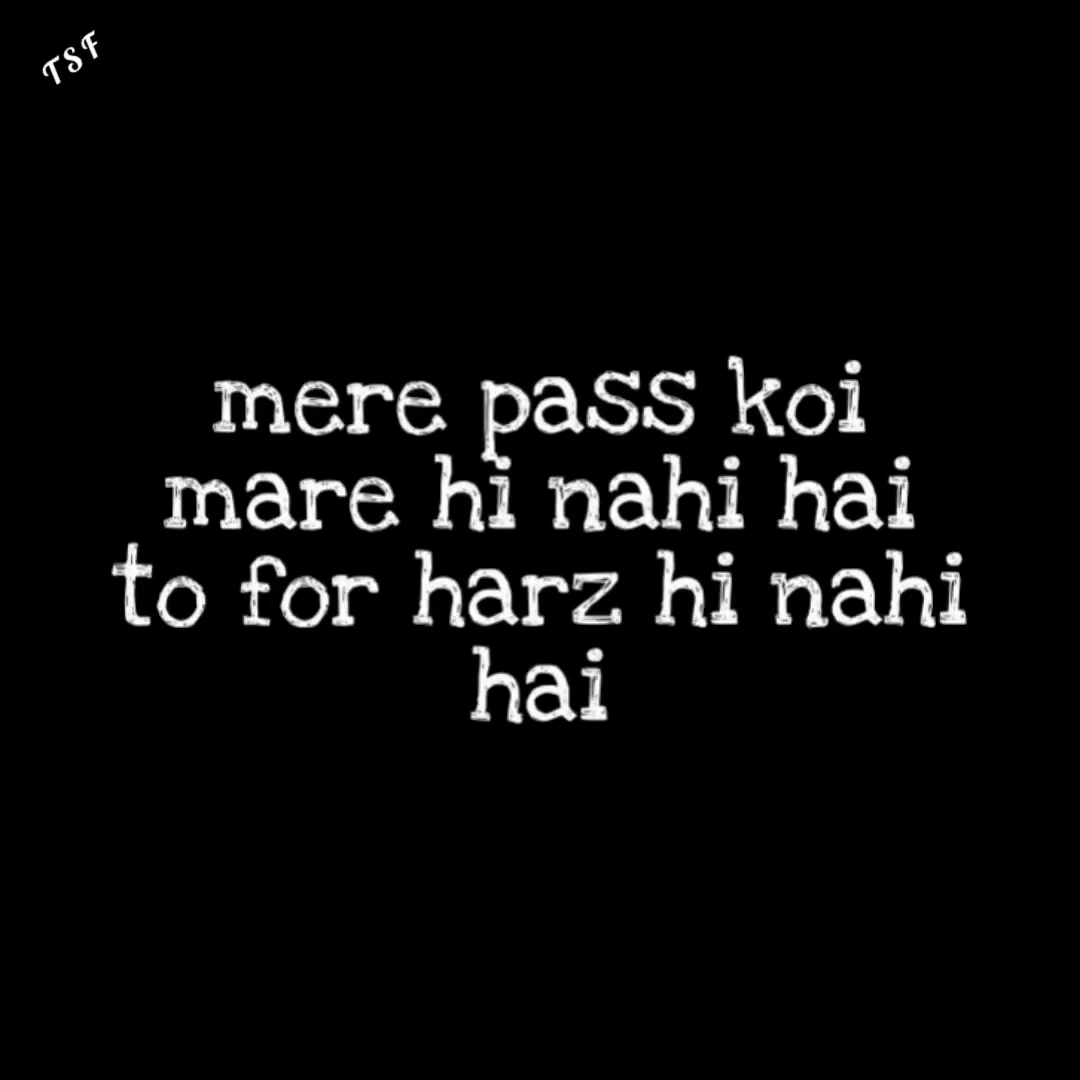 TSF
mere pass koi
mare hi nahi hai
to for harz hi nahi
hai